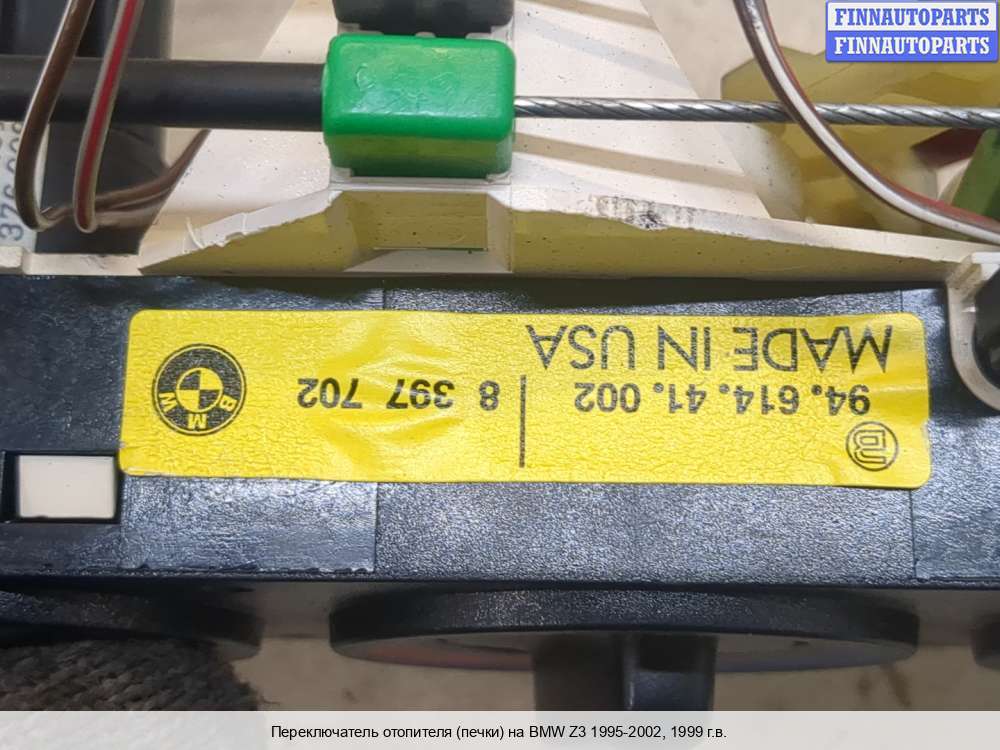 FINNAUTOPARTS
FINNAUTOPARTS
94. 614. 41. 002 | 8 397 702
MADE IN USA
BMW
Переключатель отопителя (печки) на BMW Z3 1995-2002, 1999 г.в.